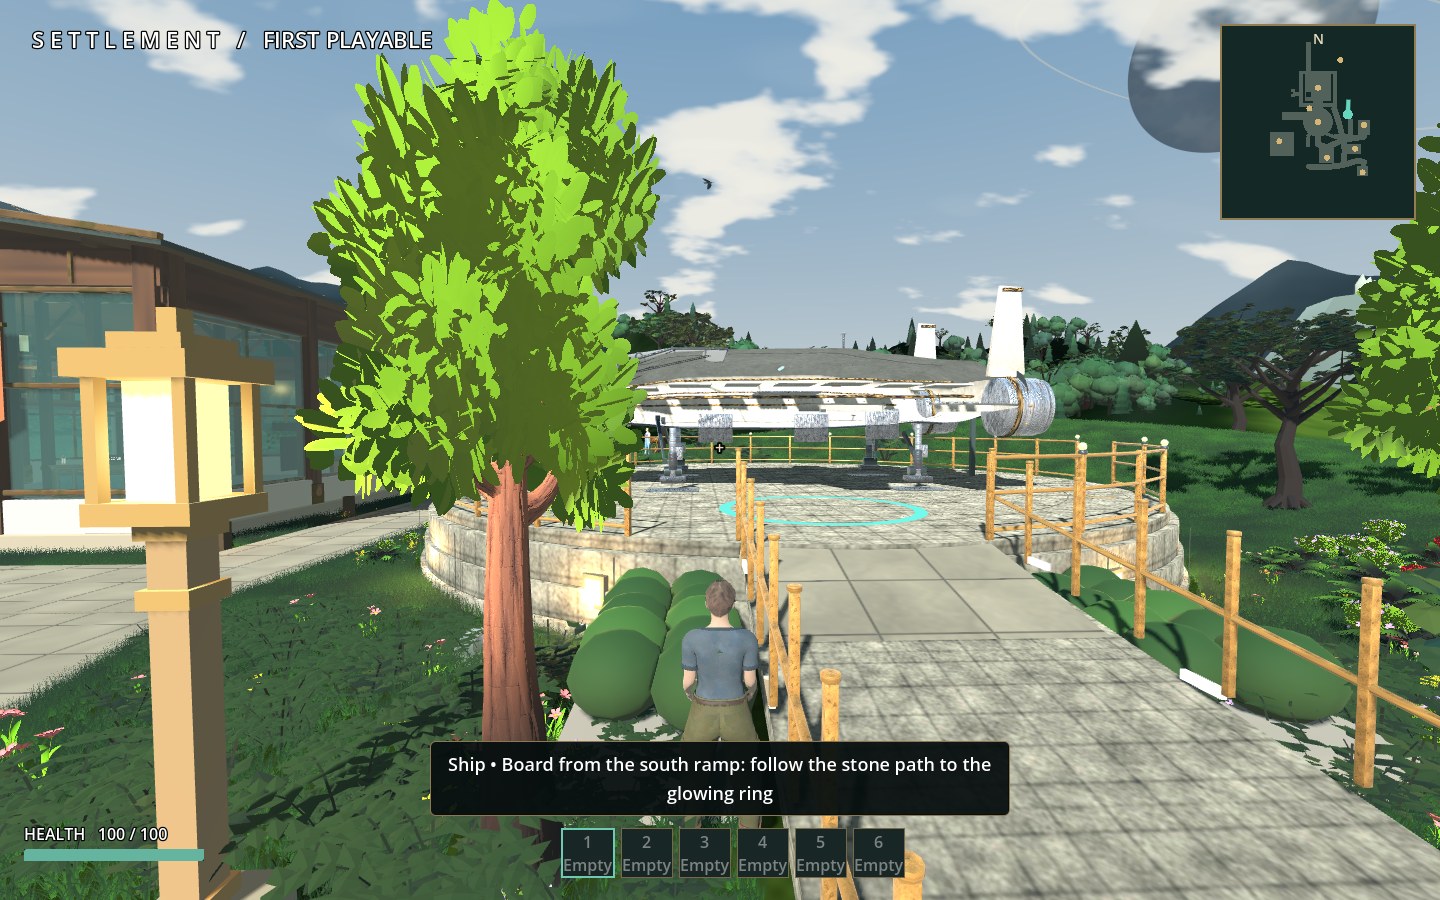 SETTLEMENT / FIRST PLAYABLE
N
Ship • Board from the south ramp: follow the stone path to the
glowing ring
HEALTH 100 / 100
1 2 3 4 5 6
Empty Empty Empty Empty Empty Empty